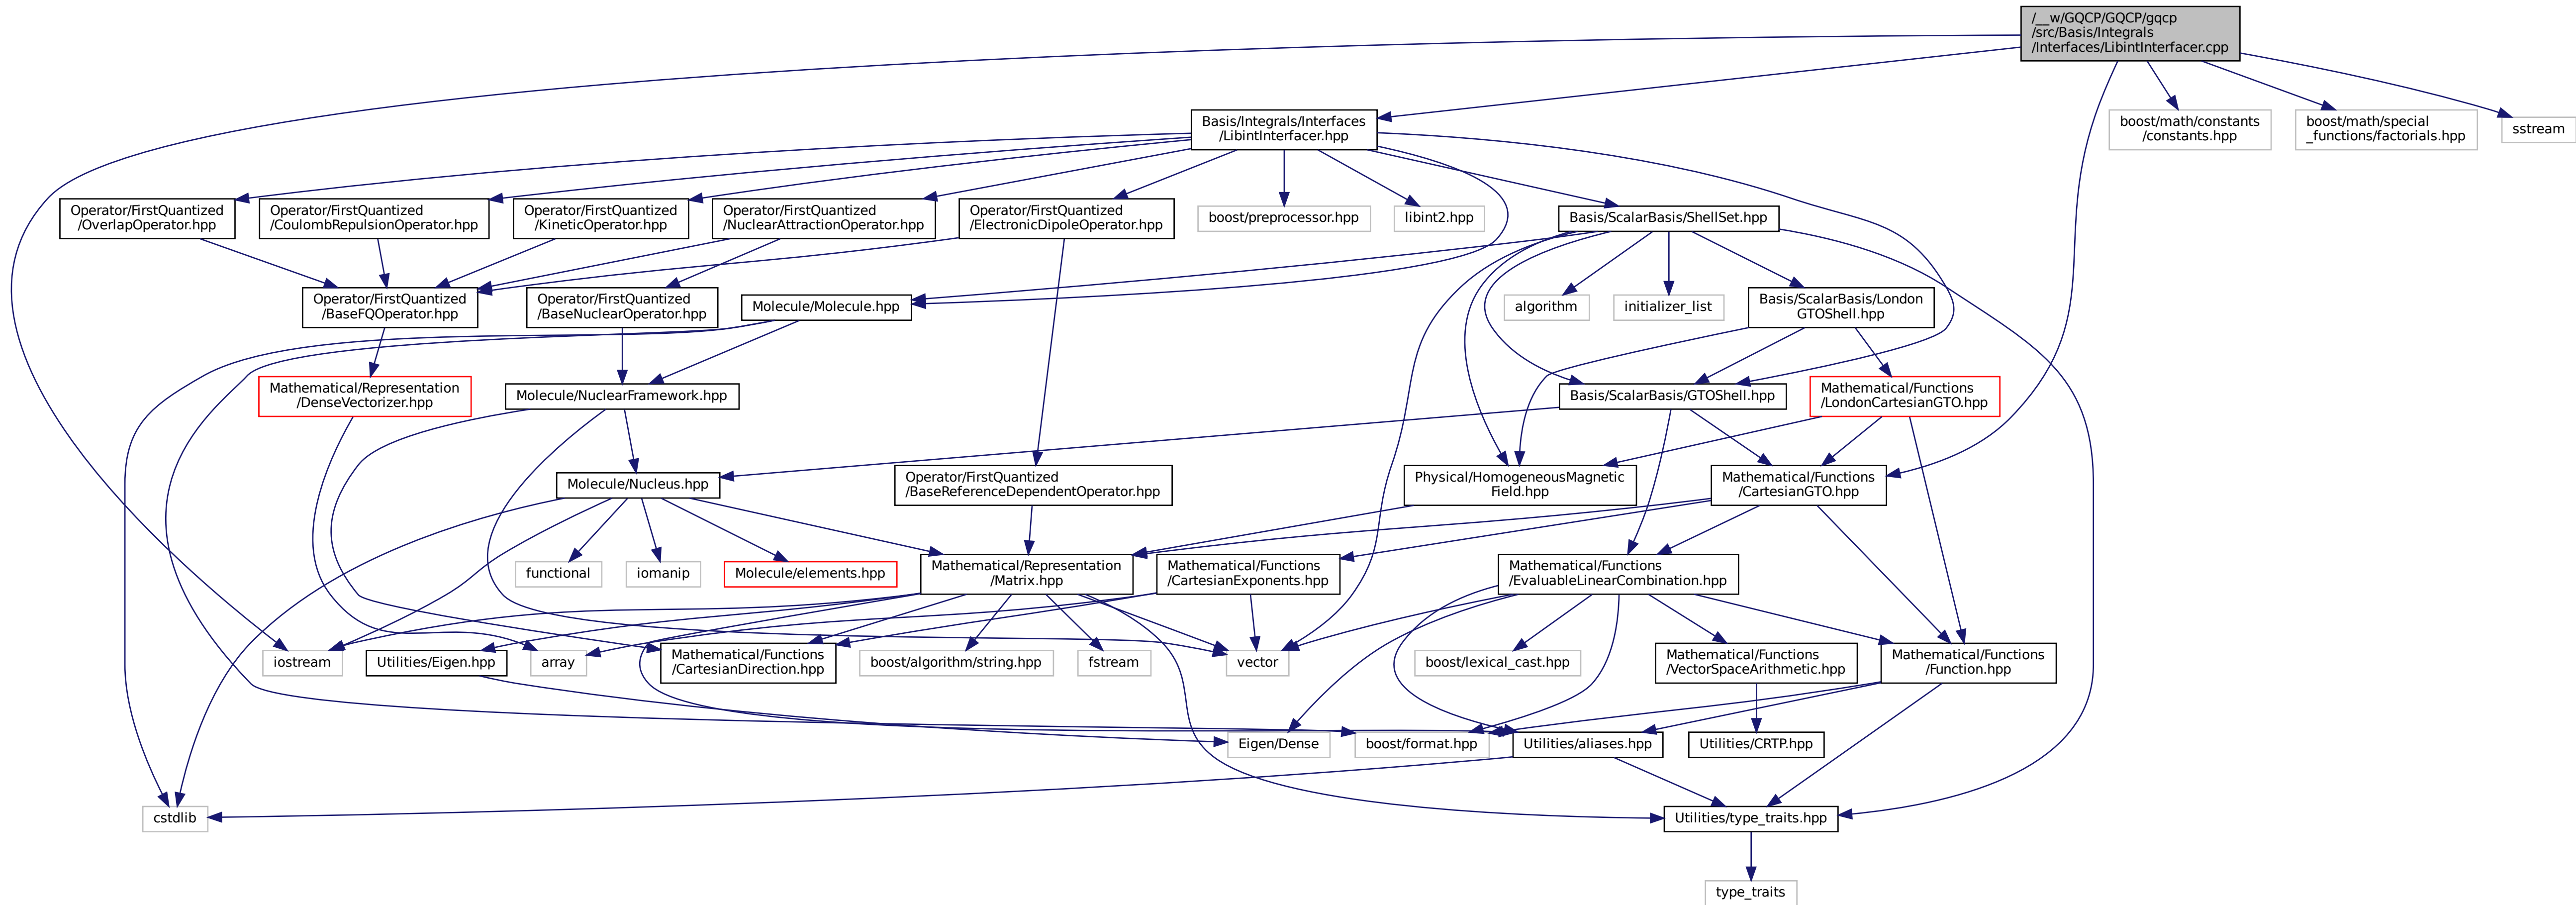 /__w/GQCP/GQCP/gqcp
/src/Basis/Integrals
/Interfaces/LibintInterfacer.cpp
Basis/Integrals/Interfaces
/LibintInterfacer.hpp
boost/math/constants
/constants.hpp
boost/math/special
_functions/factorials.hpp
sstream
Operator/FirstQuantized
/OverlapOperator.hpp
Operator/FirstQuantized
/CoulombRepulsionOperator.hpp
Operator/FirstQuantized
/KineticOperator.hpp
Operator/FirstQuantized
/NuclearAttractionOperator.hpp
Operator/FirstQuantized
/ElectronicDipoleOperator.hpp
boost/preprocessor.hpp
libint2.hpp
Basis/ScalarBasis/ShellSet.hpp
Operator/FirstQuantized
/BaseFQOperator.hpp
Operator/FirstQuantized
/BaseNuclearOperator.hpp
Molecule/Molecule.hpp
algorithm
initializer_list
Basis/ScalarBasis/London
GTOShell.hpp
Mathematical/Representation
/DenseVectorizer.hpp
Molecule/NuclearFramework.hpp
Basis/ScalarBasis/GTOShell.hpp
Mathematical/Functions
/LondonCartesianGTO.hpp
Molecule/Nucleus.hpp
Operator/FirstQuantized
/BaseReferenceDependentOperator.hpp
Physical/HomogeneousMagnetic
Field.hpp
Mathematical/Functions
/CartesianGTO.hpp
functional
iomanip
Molecule/elements.hpp
Mathematical/Representation
/Matrix.hpp
Mathematical/Functions
/CartesianExponents.hpp
Mathematical/Functions
/EvaluableLinearCombination.hpp
iostream
Utilities/Eigen.hpp
array
Mathematical/Functions
/CartesianDirection.hpp
boost/algorithm/string.hpp
fstream
vector
boost/lexical_cast.hpp
Mathematical/Functions
/VectorSpaceArithmetic.hpp
Mathematical/Functions
/Function.hpp
Eigen/Dense
boost/format.hpp
Utilities/aliases.hpp
Utilities/CRTP.hpp
cstdlib
Utilities/type_traits.hpp
type_traits